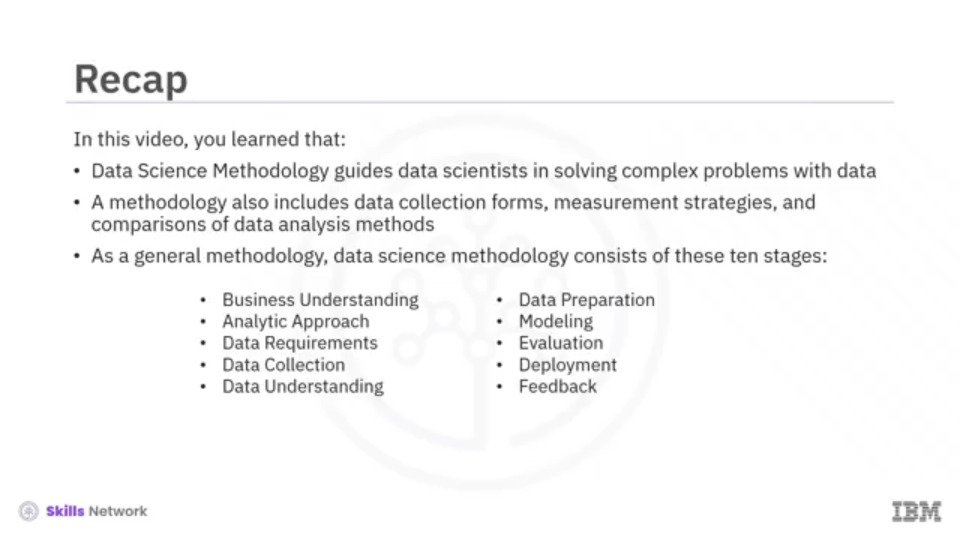 Recap
In this video, you learned that:
• Data Science Methodology guides data scientists in solving complex problems with data
• A methodology also includes data collection forms, measurement strategies, and
comparisons of data analysis methods
• As a general methodology, data science methodology consists of these ten stages:
• Business Understanding
• Analytic Approach
• Data Requirements
• Data Collection
• Data Understanding
• Data Preparation
• Modeling
• Evaluation
• Deployment
• Feedback
Skills Network
IBM